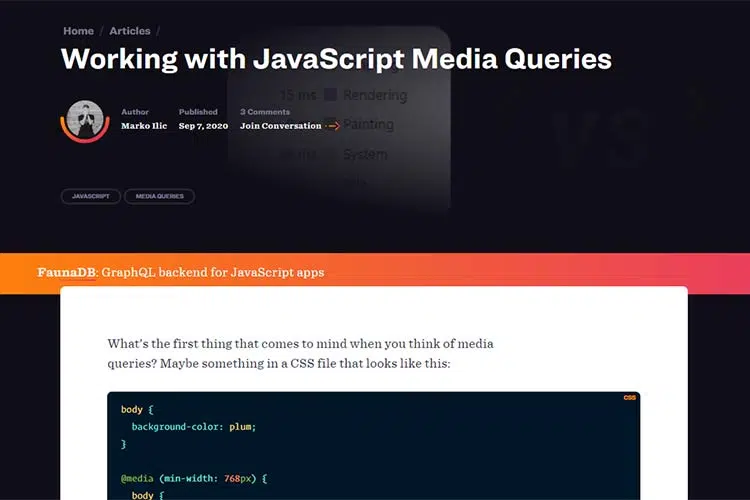 Home / Articles /
Working with JavaScript Media Queries
15 ms Rendering
Painting
System
VS
Author
Marko Ilic
Published
Sep 7, 2020
3 Comments
Join Conversation
JAVASCRIPT
MEDIA QUERIES
FaunaDB: GraphQL backend for JavaScript apps
What's the first thing that comes to mind when you think of media
queries? Maybe something in a CSS file that looks like this:
CSS
body {
background-color: plum;
}
@media (min-width: 768px) {
body {